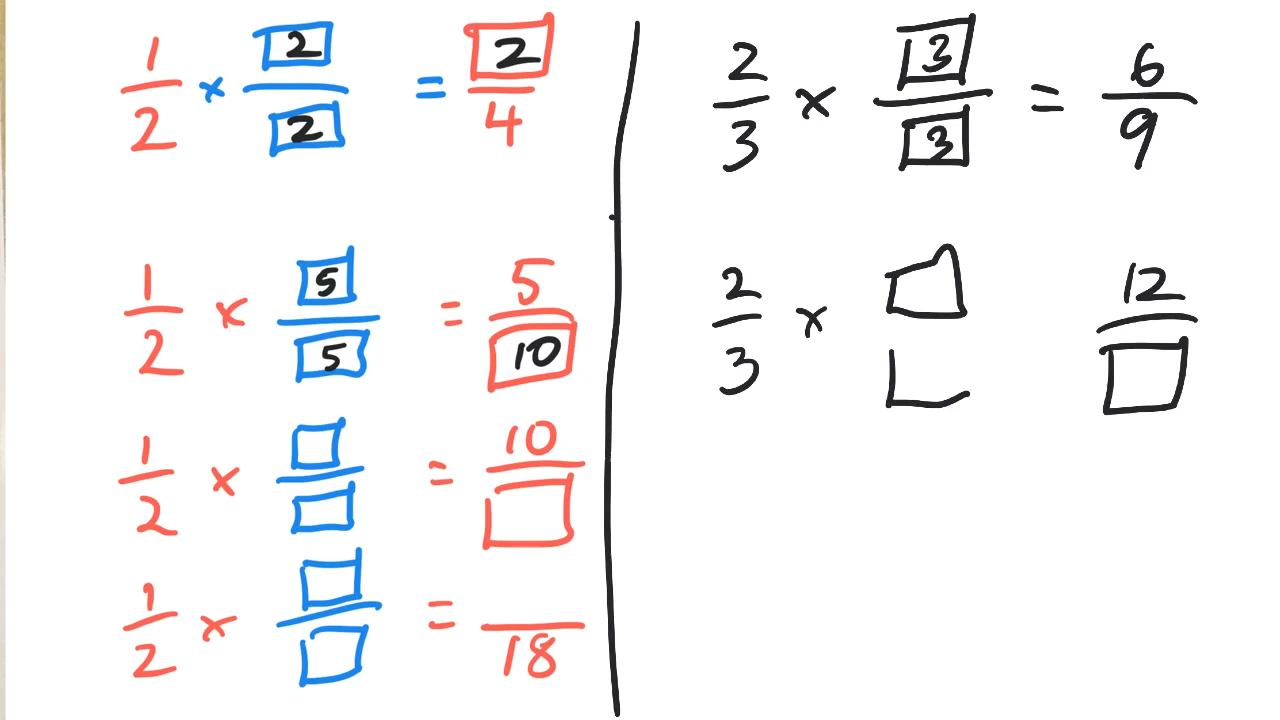 1/2 × 2/2 = 2/4
1/2 × 5/5 = 5/10
1/2 × □/□ = 10/□
1/2 × □/□ = /18
2/3 × 3/3 = 6/9
2/3 × □/□ 12/□